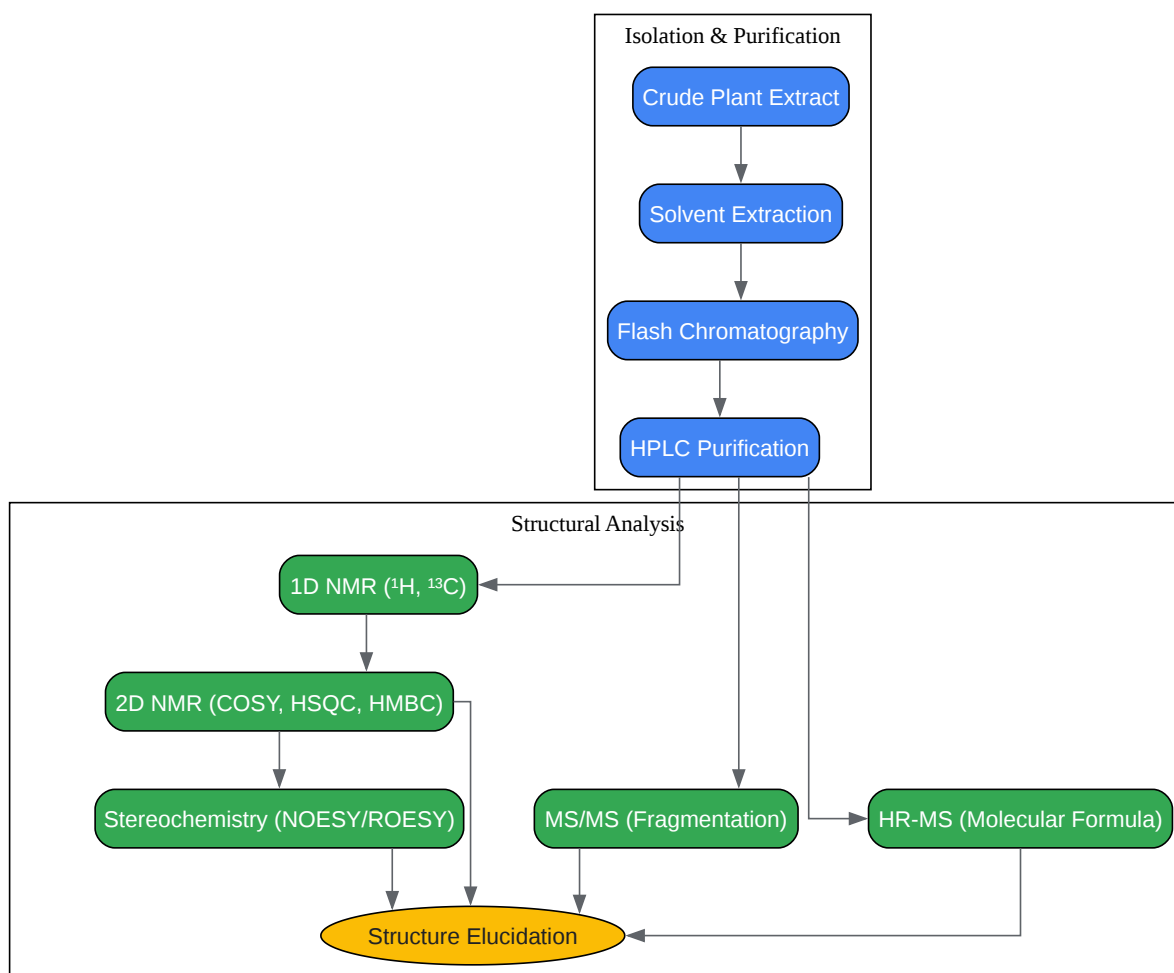 Isolation & Purification
Crude Plant Extract
Solvent Extraction
Flash Chromatography
HPLC Purification
Structural Analysis
1D NMR (¹H, ¹³C)
2D NMR (COSY, HSQC, HMBC)
Stereochemistry (NOESY/ROESY)
MS/MS (Fragmentation)
HR-MS (Molecular Formula)
Structure Elucidation